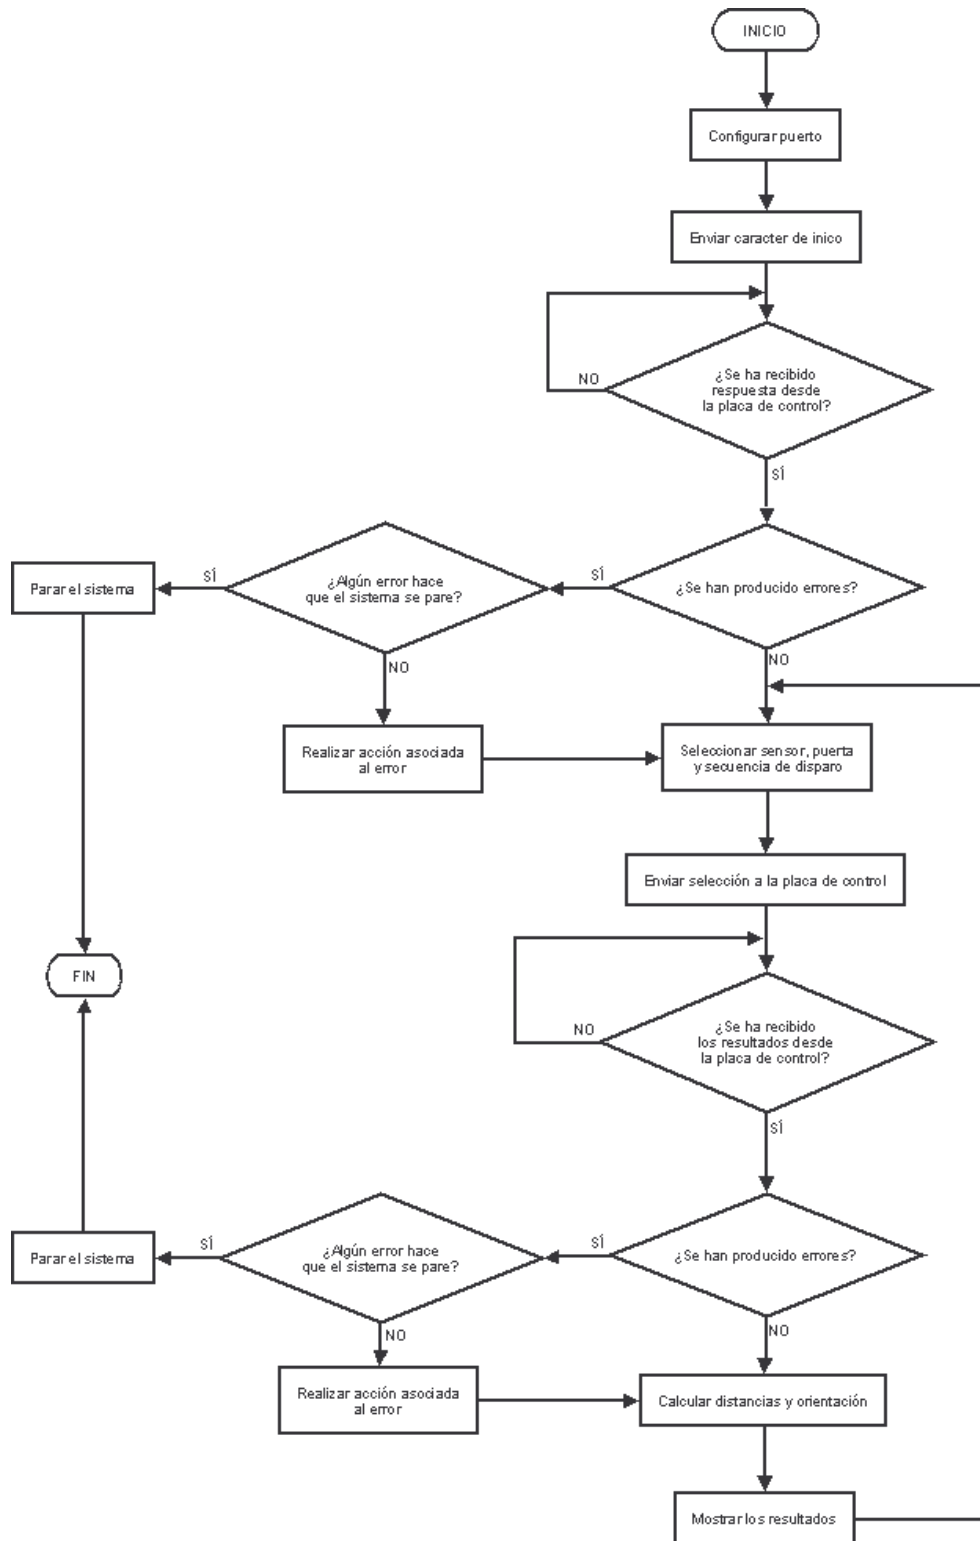 INICIO
Configurar puerto
Enviar caracter de inico
¿Se ha recibido
respuesta desde
la placa de control?
NO
SÍ
¿Se han producido errores?
SÍ
¿Algún error hace
que el sistema se pare?
SÍ
Parar el sistema
NO
NO
Realizar acción asociada
al error
Seleccionar sensor, puerta
y secuencia de disparo
Enviar selección a la placa de control
FIN
¿Se ha recibido
los resultados desde
la placa de control?
NO
SÍ
¿Se han producido errores?
SÍ
¿Algún error hace
que el sistema se pare?
SÍ
Parar el sistema
NO
NO
Realizar acción asociada
al error
Calcular distancias y orientación
Mostrar los resultados